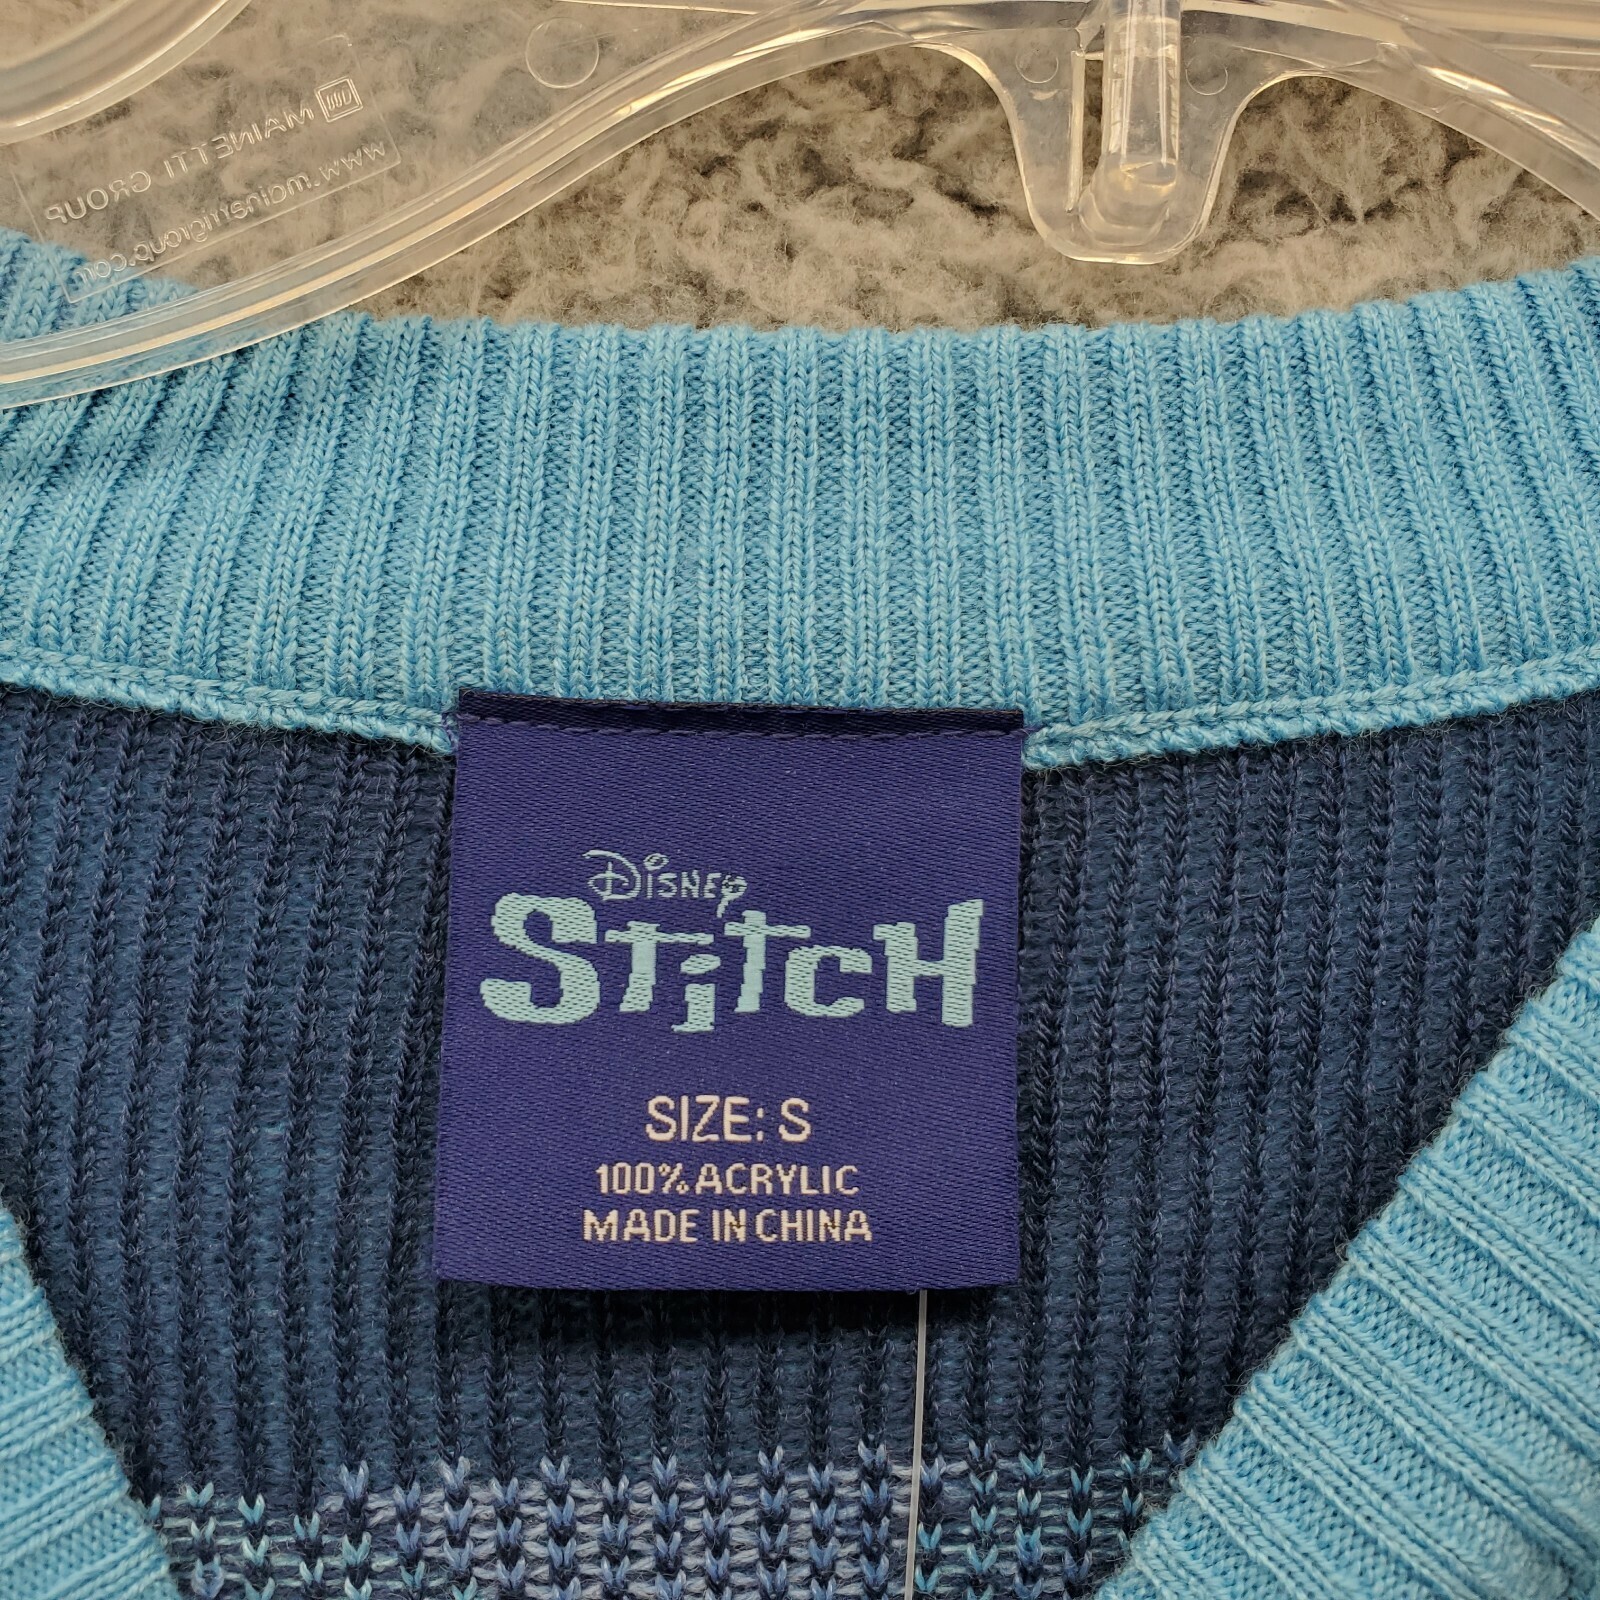 MAINETTI GROUP
www.mainettigroup.com
Disney
Stitch
SIZE: S
100% ACRYLIC
MADE IN CHINA